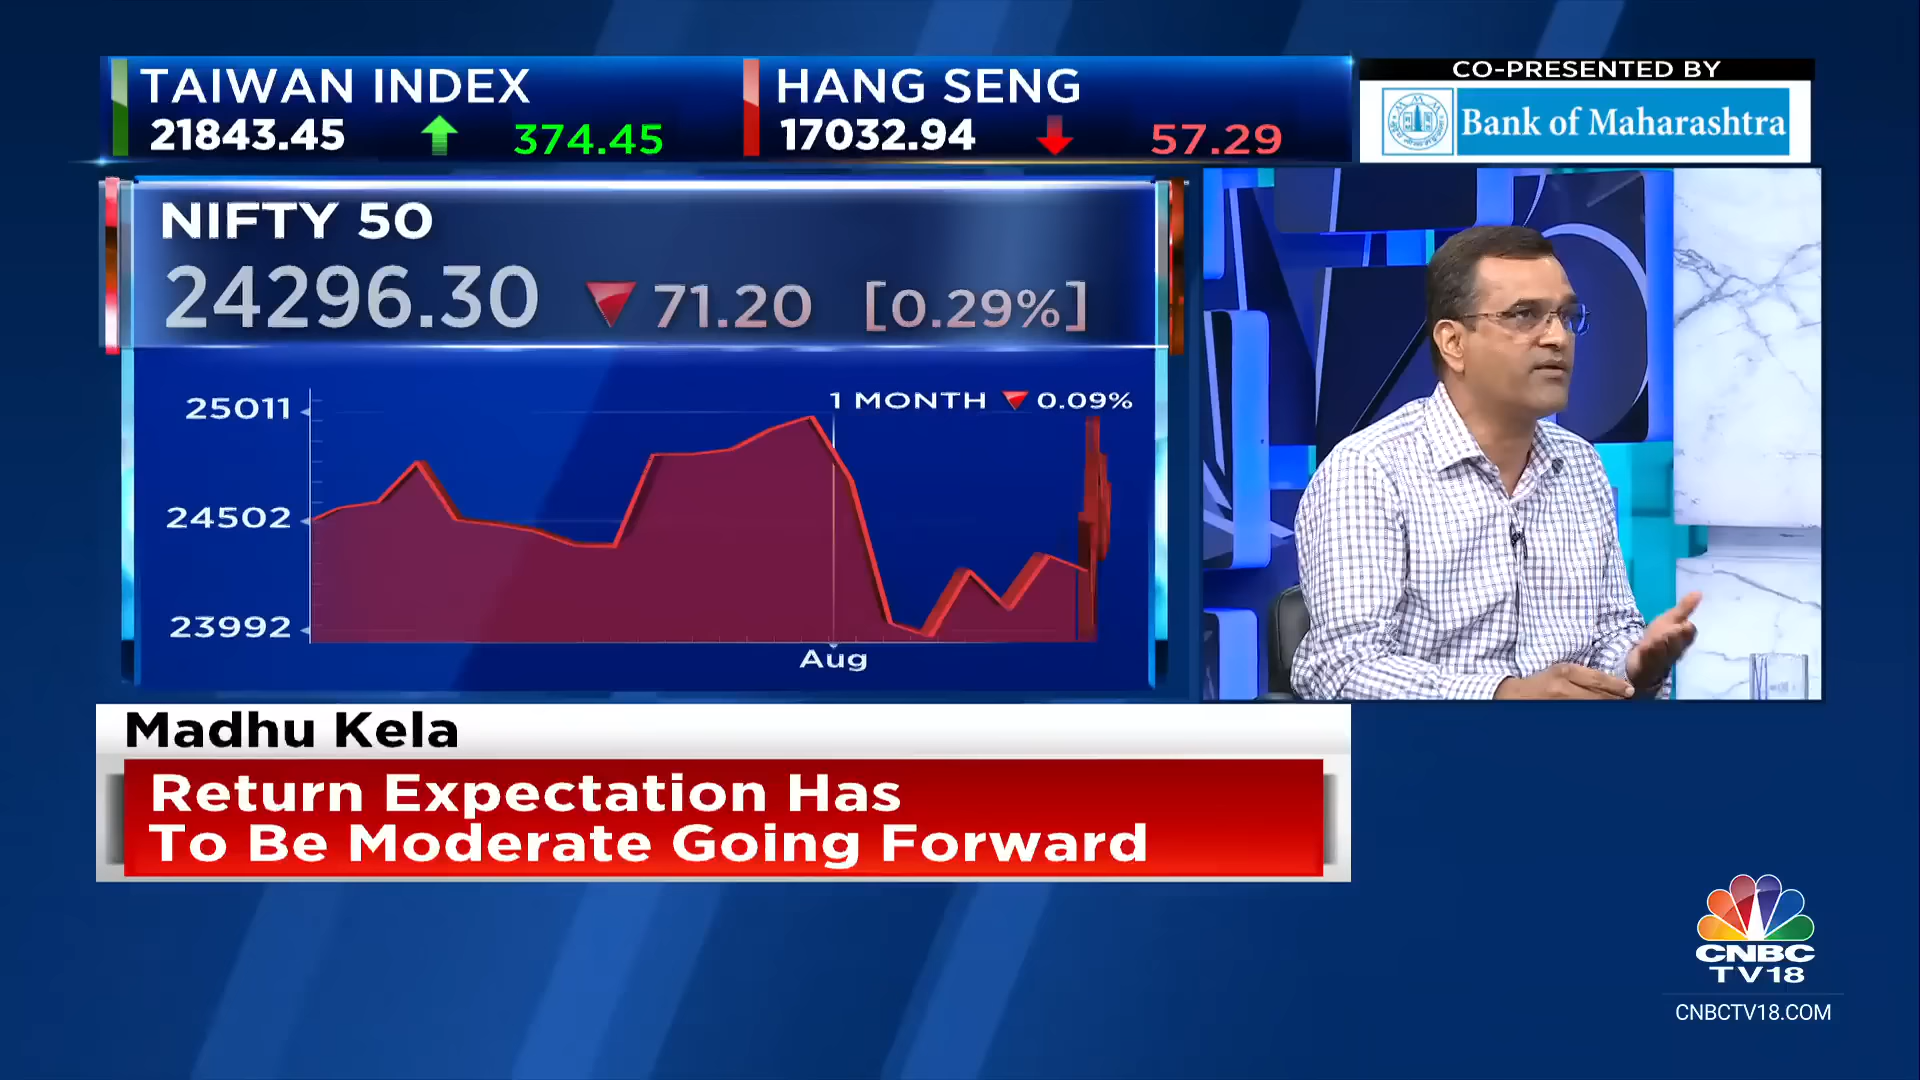 TAIWAN INDEX
21843.45 374.45
HANG SENG
17032.94 57.29
CO-PRESENTED BY
Bank of Maharashtra
NIFTY 50
24296.30 71.20 [0.29%]
1 MONTH 0.09%
25011
24502
23992
Aug
Madhu Kela
Return Expectation Has
To Be Moderate Going Forward
CNBC
TV18
CNBCTV18.COM